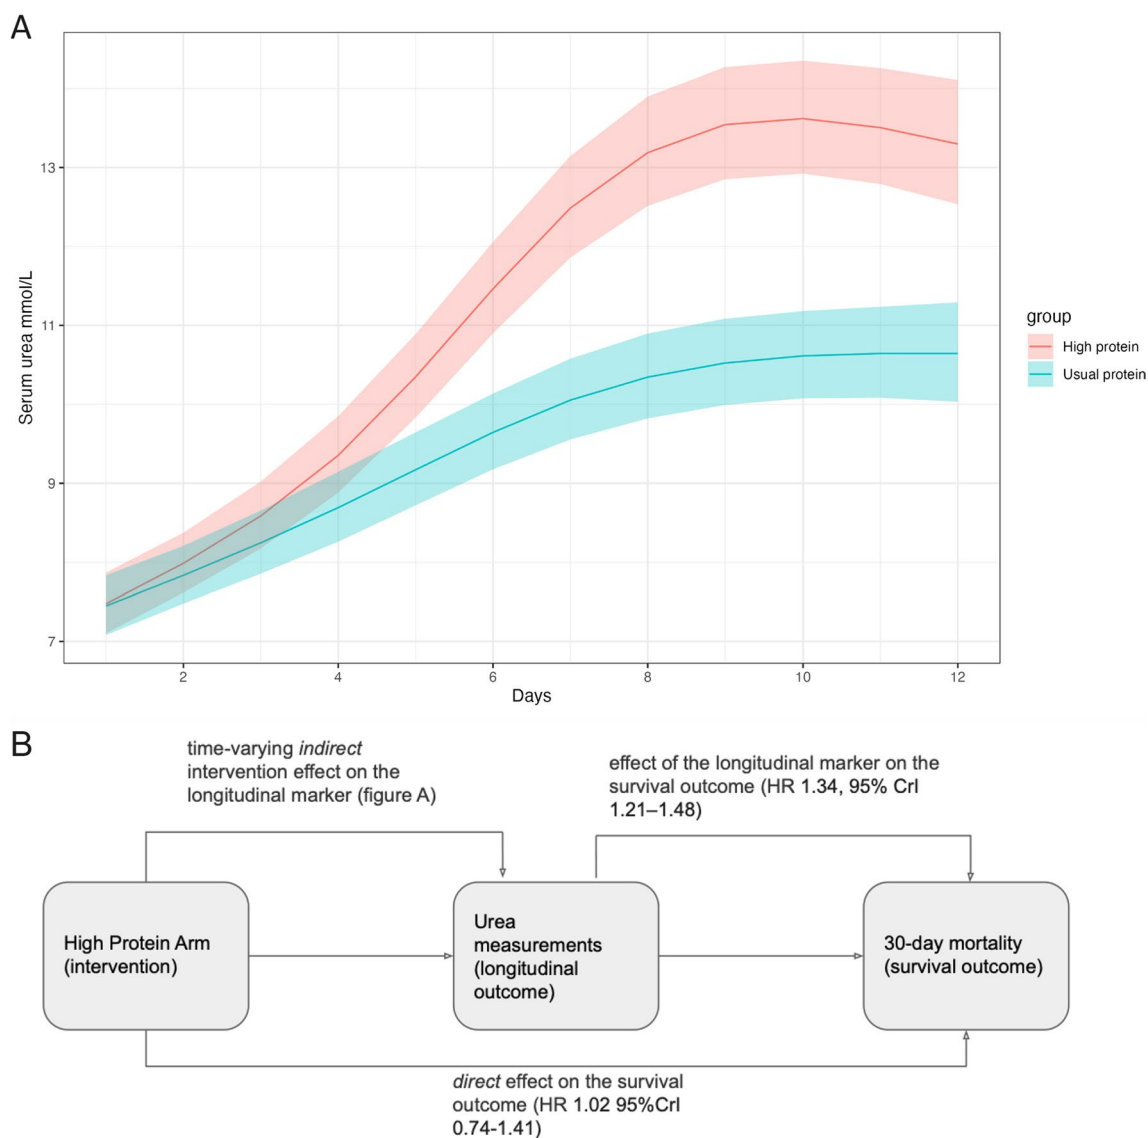 A
Serum urea mmol/L
13
11
9
7
2 4 6 8 10 12
Days
group
High protein
Usual protein
B
time-varying indirect
intervention effect on the
longitudinal marker (figure A)
effect of the longitudinal marker on the
survival outcome (HR 1.34, 95% Crl
1.21–1.48)
High Protein Arm
(intervention)
Urea
measurements
(longitudinal
outcome)
30-day mortality
(survival outcome)
direct effect on the survival
outcome (HR 1.02 95%Crl
0.74-1.41)